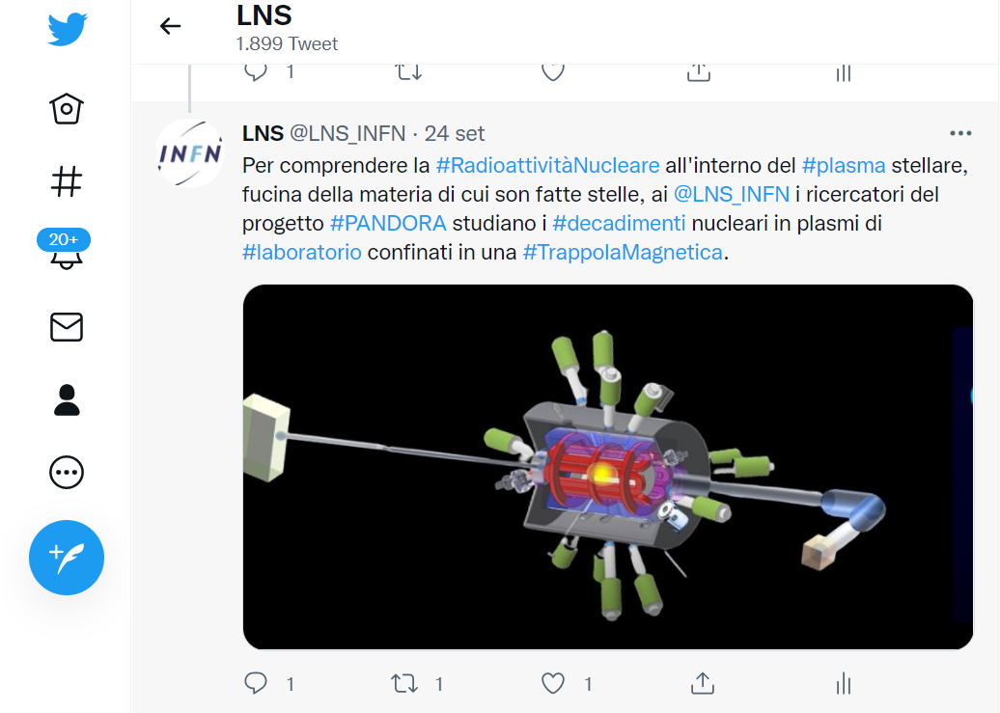 LNS
1.899 Tweet
1
20+
INFN
LNS @LNS_INFN · 24 set
Per comprendere la #RadioattivitàNucleare all'interno del #plasma stellare,
fucina della materia di cui son fatte stelle, ai @LNS_INFN i ricercatori del
progetto #PANDORA studiano i #decadimenti nucleari in plasmi di
#laboratorio confinati in una #TrappolaMagnetica.
1 1 1